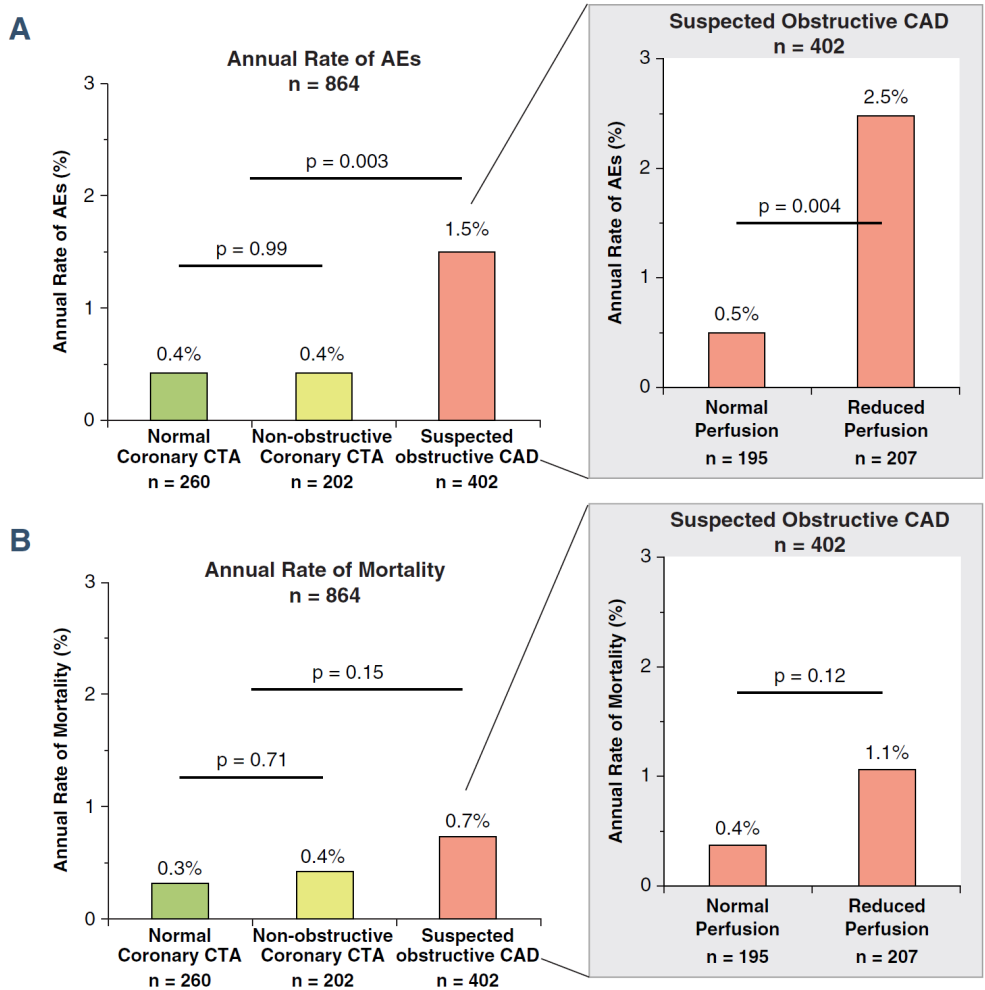 A
Annual Rate of AEs
n = 864
Annual Rate of AEs (%)
3
2
1
0
p = 0.003
p = 0.99
0.4%
0.4%
1.5%
Normal
Coronary CTA
n = 260
Non-obstructive
Coronary CTA
n = 202
Suspected
obstructive CAD
n = 402
Suspected Obstructive CAD
n = 402
Annual Rate of AEs (%)
3
2
1
0
p = 0.004
0.5%
2.5%
Normal
Perfusion
n = 195
Reduced
Perfusion
n = 207
B
Annual Rate of Mortality
n = 864
Annual Rate of Mortality (%)
3
2
1
0
p = 0.15
p = 0.71
0.3%
0.4%
0.7%
Normal
Coronary CTA
n = 260
Non-obstructive
Coronary CTA
n = 202
Suspected
obstructive CAD
n = 402
Suspected Obstructive CAD
n = 402
Annual Rate of Mortality (%)
3
2
1
0
p = 0.12
0.4%
1.1%
Normal
Perfusion
n = 195
Reduced
Perfusion
n = 207